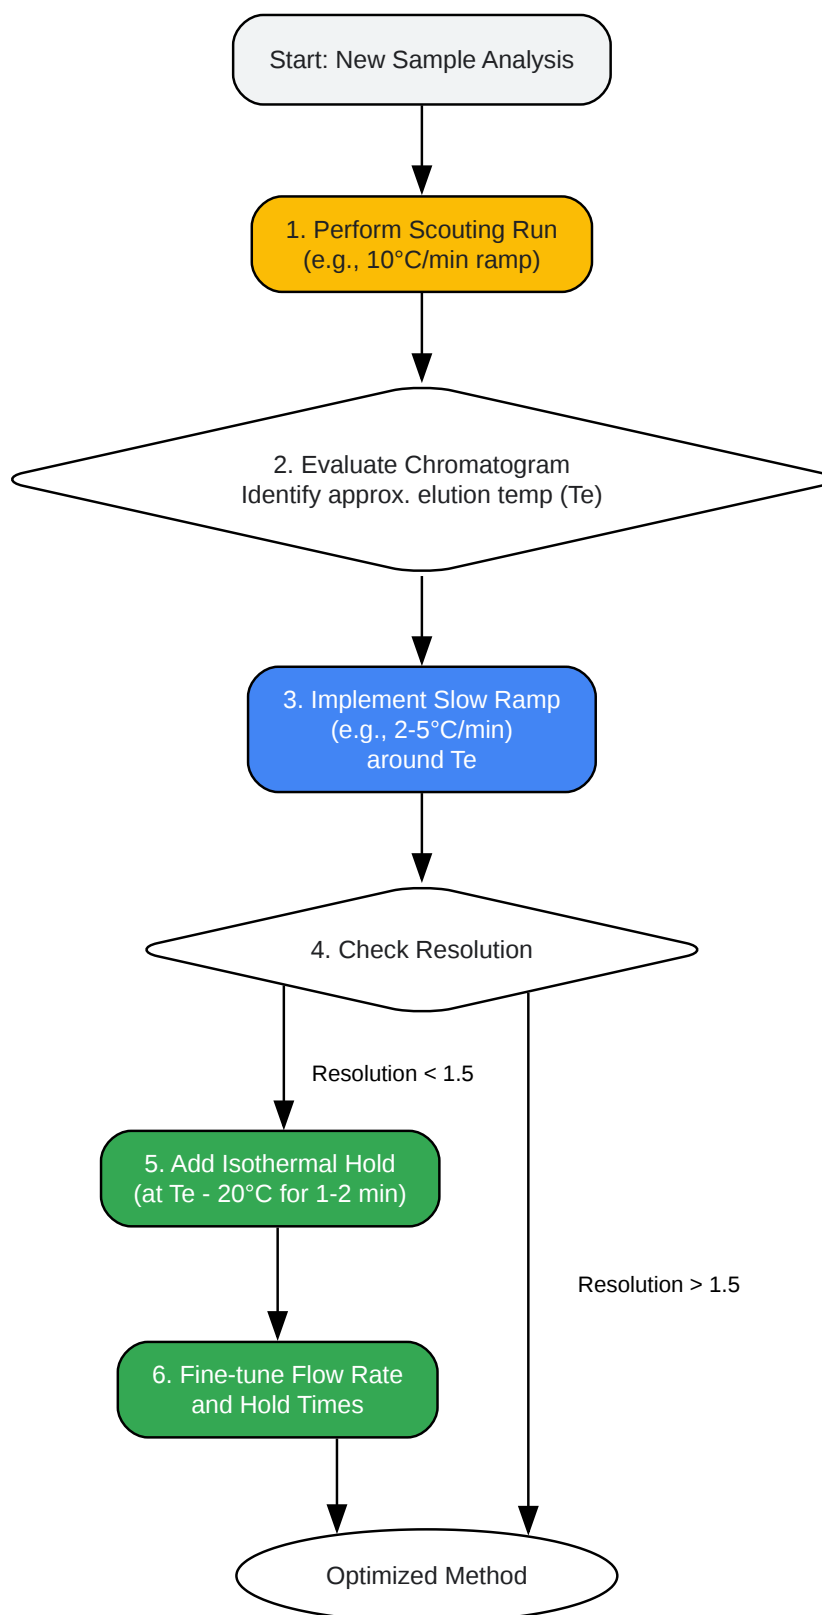 Start: New Sample Analysis
1. Perform Scouting Run
(e.g., 10°C/min ramp)
2. Evaluate Chromatogram
Identify approx. elution temp (Te)
3. Implement Slow Ramp
(e.g., 2-5°C/min)
around Te
4. Check Resolution
Resolution < 1.5
5. Add Isothermal Hold
(at Te - 20°C for 1-2 min)
Resolution > 1.5
6. Fine-tune Flow Rate
and Hold Times
Optimized Method